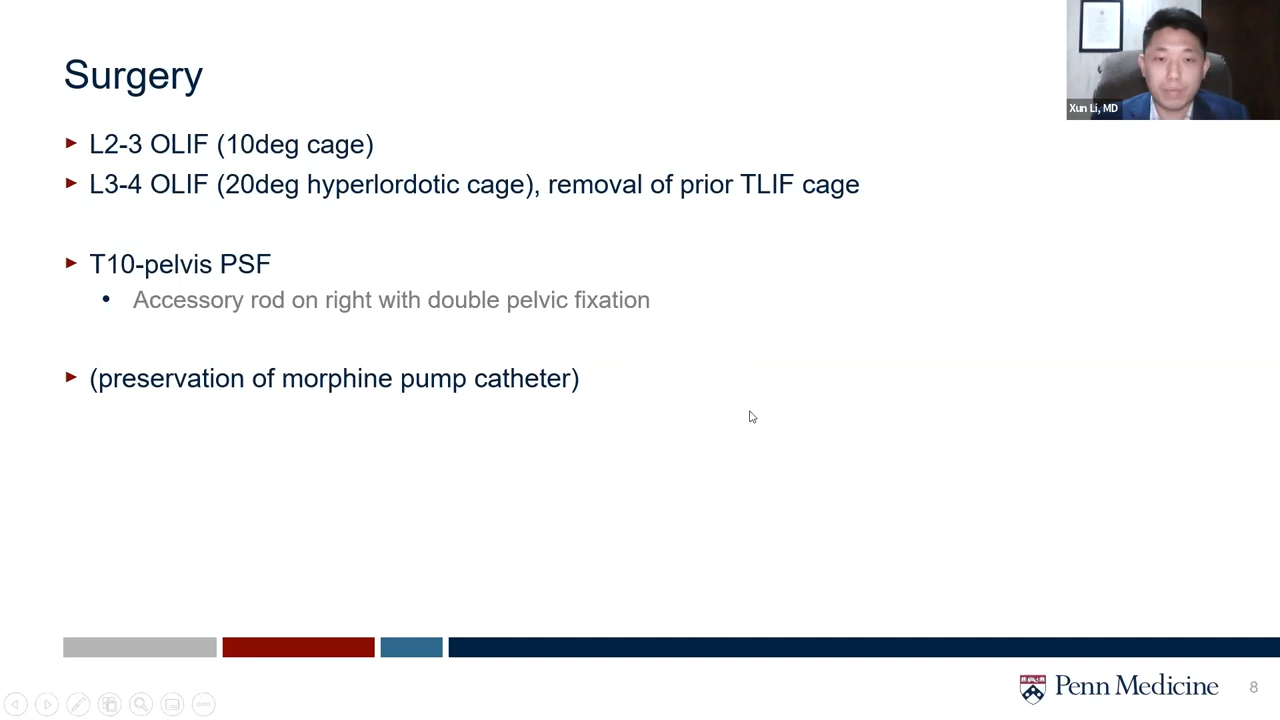 Surgery
Xun Li, MD
L2-3 OLIF (10deg cage)
L3-4 OLIF (20deg hyperlordotic cage), removal of prior TLIF cage
T10-pelvis PSF
Accessory rod on right with double pelvic fixation
(preservation of morphine pump catheter)
Penn Medicine
8